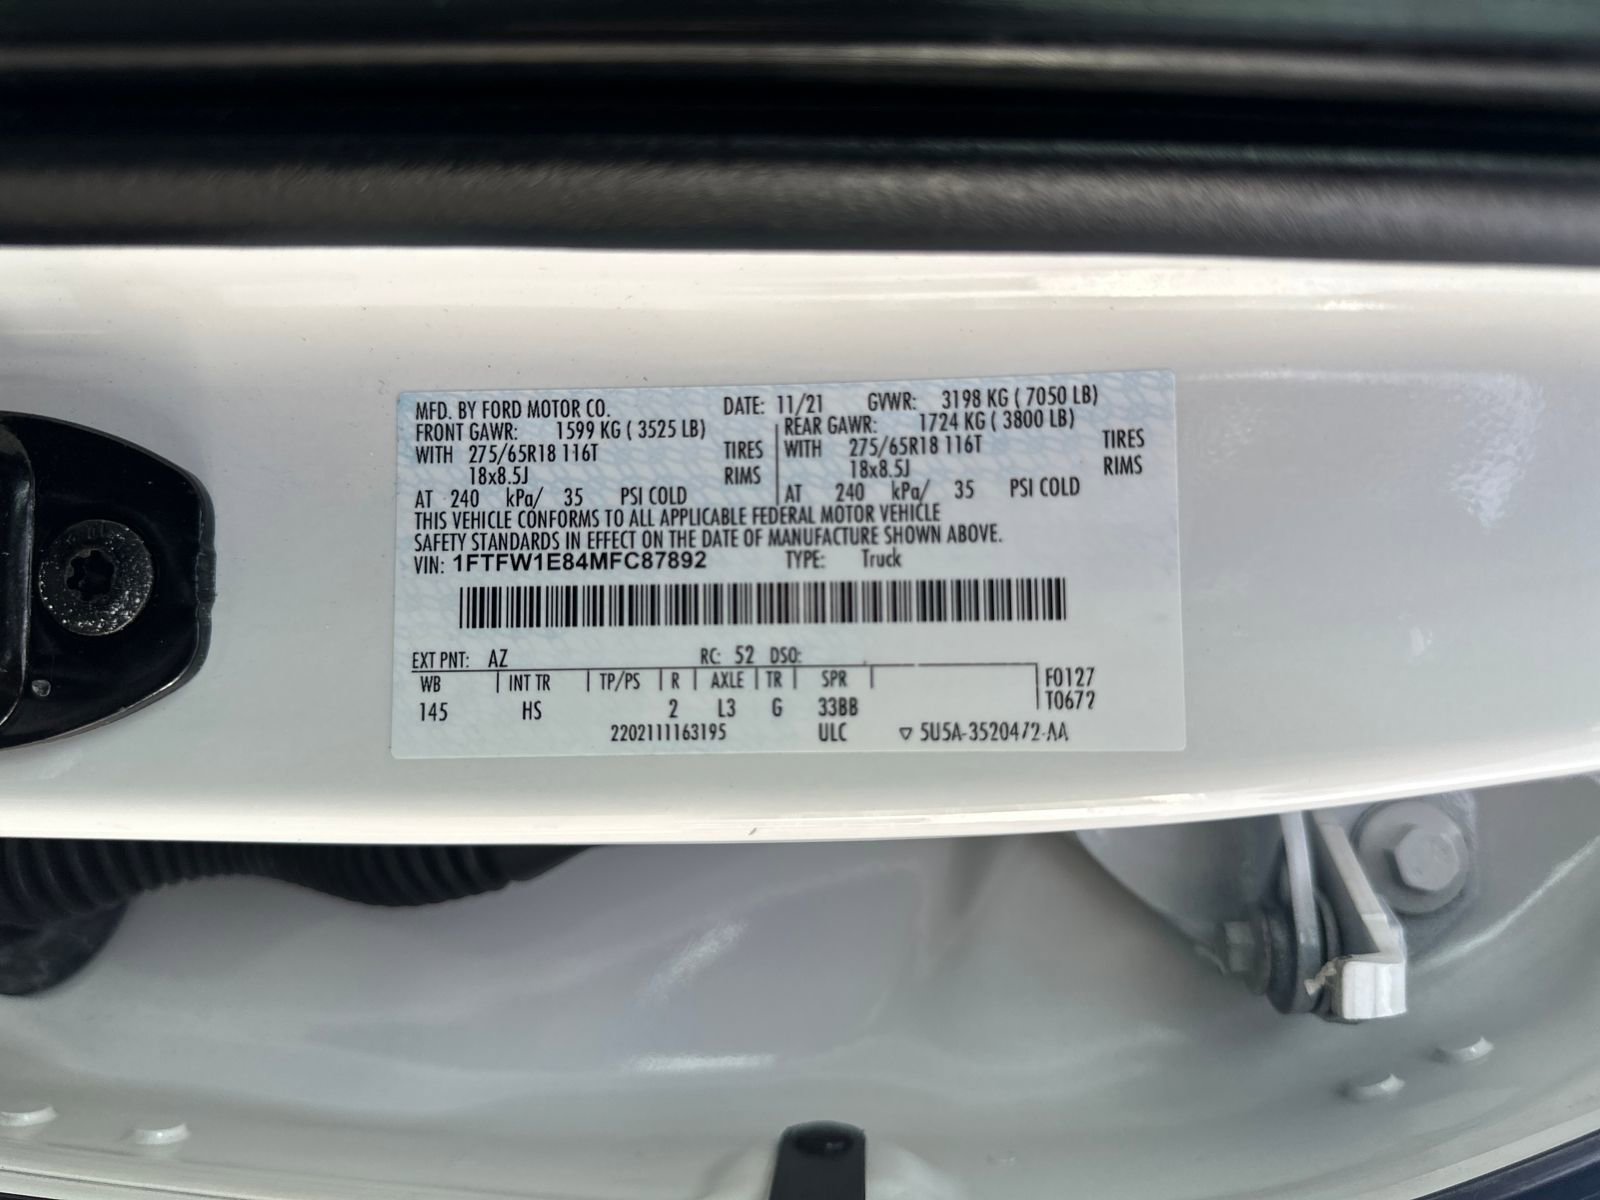 MFD. BY FORD MOTOR CO. DATE: 11/21 GVWR: 3198 KG ( 7050 LB)
FRONT GAWR: 1599 KG ( 3525 LB) REAR GAWR: 1724 KG ( 3800 LB)
WITH 275/65R18 116T TIRES WITH 275/65R18 116T TIRES
18x8.5J RIMS 18x8.5J RIMS
AT 240 kPa/ 35 PSI COLD AT 240 kPa/ 35 PSI COLD
THIS VEHICLE CONFORMS TO ALL APPLICABLE FEDERAL MOTOR VEHICLE
SAFETY STANDARDS IN EFFECT ON THE DATE OF MANUFACTURE SHOWN ABOVE.
VIN: 1FTFW1E84MFC87892 TYPE: Truck
EXT PNT: AZ RC: 52 DSO:
WB INT TR TP/PS R AXLE TR SPR F0127
145 HS 2 L3 G 33BB T0672
2202111163195 ULC ▽ 5U5A-3520472-AA